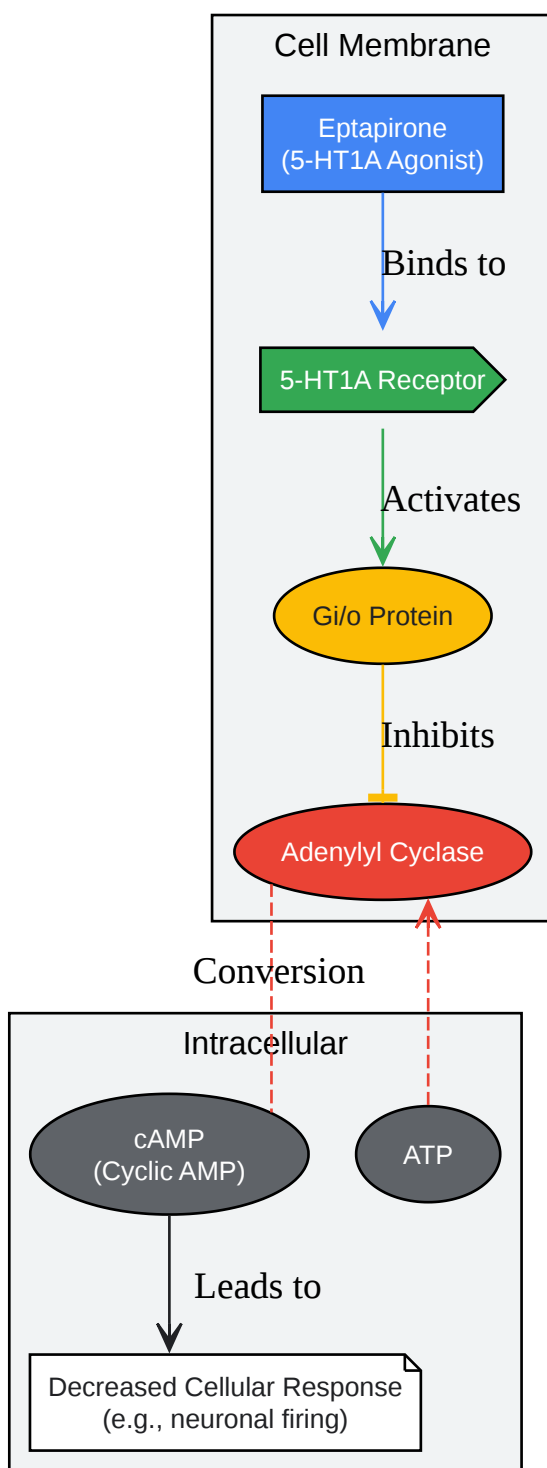 Cell Membrane
Eptapirone
(5-HT1A Agonist)
Binds to
5-HT1A Receptor
Activates
Gi/o Protein
Inhibits
Adenylyl Cyclase
Conversion
Intracellular
cAMP
(Cyclic AMP)
ATP
Leads to
Decreased Cellular Response
(e.g., neuronal firing)